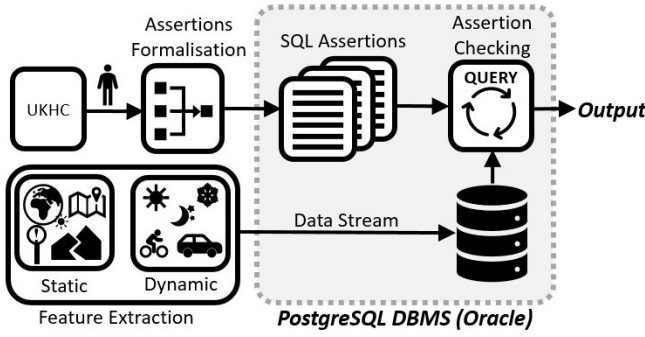 Assertions
Formalisation
SQL Assertions
Assertion
Checking
UKHC
QUERY
Output
Data Stream
Static
Dynamic
Feature Extraction
PostgreSQL DBMS (Oracle)